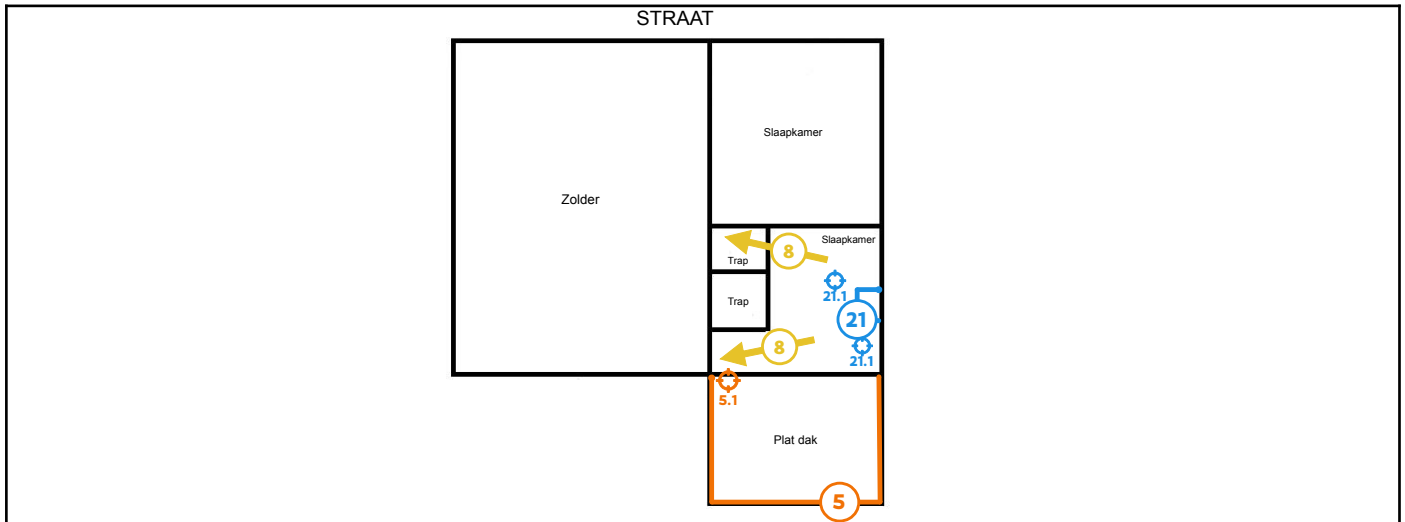 STRAAT
Slaapkamer
Zolder
Slaapkamer
8
Trap
21.1
Trap
21
8
21.1
5.1
Plat dak
5